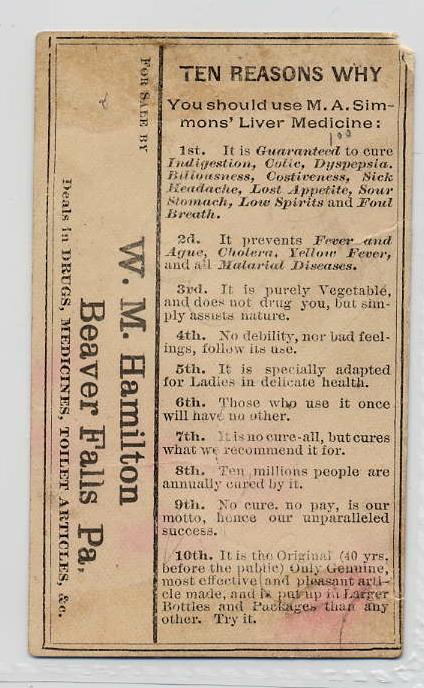 TEN REASONS WHY
You should use M. A. Sim-
mons' Liver Medicine:
1st. It is Guaranteed to cure
Indigestion, Colic, Dyspepsia.
Biliousness, Costiveness, Sick
Headache, Lost Appetite, Sour
Stomach, Low Spirits and Foul
Breath.
2d. It prevents Fever and
Ague, Cholera, Yellow Fever,
and all Malarial Diseases.
3rd. It is purely Vegetable,
and does not drug you, but sim-
ply assists nature.
4th. No debility, nor bad feel-
ings, follow its use.
5th. It is specially adapted
for Ladies in delicate health.
6th. Those who use it once
will have no other.
7th. It is no cure-all, but cures
what we recommend it for.
8th. Ten millions people are
annually cured by it.
9th. No cure, no pay, is our
motto, hence our unparalleled
success.
10th. It is the Original (40 yrs.
before the public) Only Genuine,
most effective and pleasant arti-
cle made, and is put up in Larger
Bottles and Packages than any
other. Try it.
FOR SALE BY
W. M. Hamilton
Beaver Falls Pa,
Deals in DRUGS, MEDICINES, TOILET ARTICLES, &c.